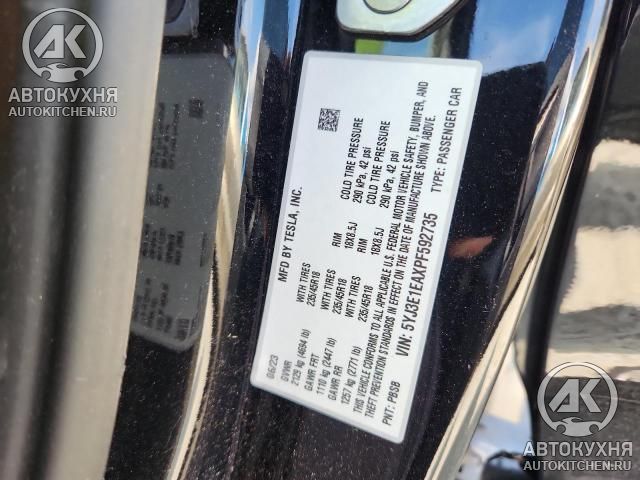 АК
АВТОКУХНЯ
AUTOKITCHEN.RU
MFD BY TESLA, INC.
06/23
GVWR
2129 kg (4694 lb)
GAWR FRT WITH TIRES RIM COLD TIRE PRESSURE
1110 kg (2447 lb) 235/45R18 18X8.5J 290 kPa, 42 psi
GAWR RR WITH TIRES RIM COLD TIRE PRESSURE
1257 kg (2771 lb) 235/45R18 18X8.5J 290 kPa, 42 psi
THIS VEHICLE CONFORMS TO ALL APPLICABLE U.S. FEDERAL MOTOR VEHICLE SAFETY, BUMPER, AND
THEFT PREVENTION STANDARDS IN EFFECT ON THE DATE OF MANUFACTURE SHOWN ABOVE.
PNT: PBSB VIN: 5YJ3E1EAXPF592735 TYPE: PASSENGER CAR
АК
АВТОКУХНЯ
AUTOKITCHEN.RU